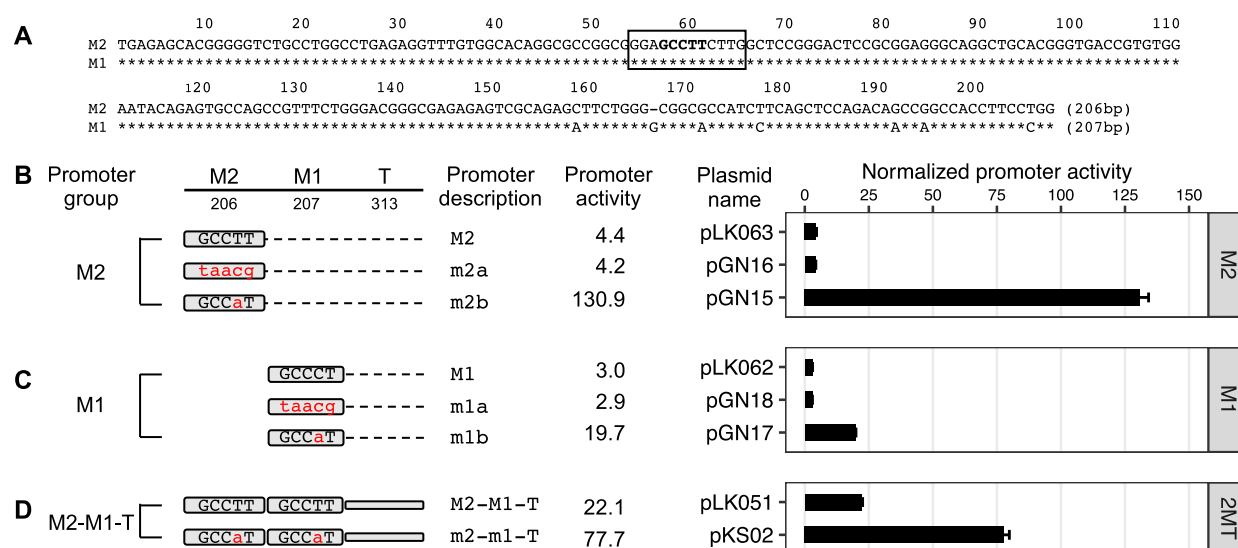 A
10 20 30 40 50 60 70 80 90 100 110
M2 TGAGAGCACGGGGGTCTGCCTGGCCTGAGAGGTTTGTGGCACAGGCGCCGGCGGGAGCCTTCTTGGCTCCGGGACTCCGCGGAGGGCAGGCTGCACGGGTGACCGTGTGG
M1 **************************************************************************************************************
120 130 140 150 160 170 180 190 200
M2 AATACAGAGTGCCAGCCGTTTCTGGGACGGGCGAGAGAGTCGCAGAGCTTCTGGG-CGGCGCCATCTTCAGCTCCAGACAGCCGGCCACCTTCCTGG (206bp)
M1 ***********************************************A*******G****A*****C*************A**A**********C** (207bp)
B Promoter group M2 M1 T Promoter description Promoter activity Plasmid name Normalized promoter activity
206 207 313
0 25 50 75 100 125 150
M2
GCCTT M2 4.4 pLK063
taacg m2a 4.2 pGN16
GCCaT m2b 130.9 pGN15
M2
C
M1
GCCCT M1 3.0 pLK062
taacg m1a 2.9 pGN18
GCCaT m1b 19.7 pGN17
M1
D
M2-M1-T
GCCTT GCCTT M2-M1-T 22.1 pLK051
GCCaT GCCaT m2-m1-T 77.7 pKS02
2MT